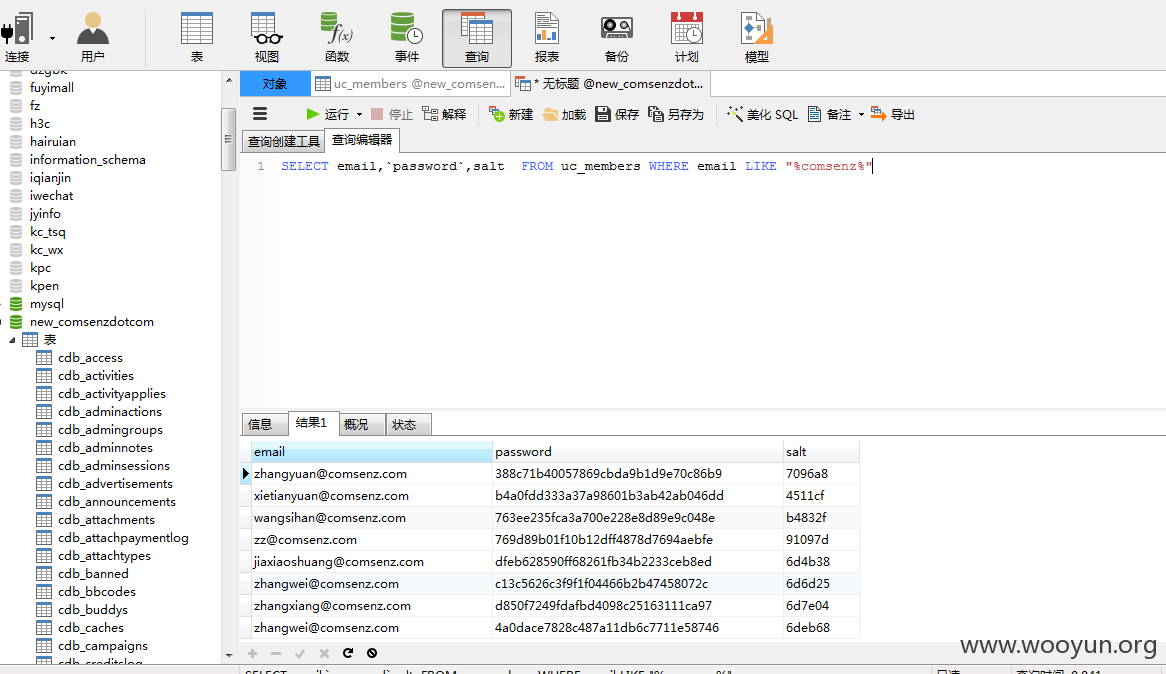 连接 用户 表 视图 函数 事件 查询 报表 备份 计划 模型
fuyimall
fz
h3c
hairuian
information_schema
iqianjin
iwechat
jyinfo
kc_tsq
kc_wx
kpc
kpen
mysql
new_comsenzdotcom
表
cdb_access
cdb_activities
cdb_activityapplies
cdb_adminactions
cdb_admingroups
cdb_adminnotes
cdb_adminsessions
cdb_advertisements
cdb_announcements
cdb_attachments
cdb_attachpaymentlog
cdb_attachtypes
cdb_banned
cdb_bbcodes
cdb_buddys
cdb_caches
cdb_campaigns
cdb_creditslog
对象 uc_members @new_comsen... * 无标题 @new_comsenzdot...
运行 停止 解释 新建 加载 保存 另存为 美化 SQL 备注 导出
查询创建工具 查询编辑器
1 SELECT email,`password`,salt FROM uc_members WHERE email LIKE "%comsenz%"
信息 结果1 概况 状态
email password salt
zhangyuan@comsenz.com 388c71b40057869cbda9b1d9e70c86b9 7096a8
xietianyuan@comsenz.com b4a0fdd333a37a98601b3ab42ab046dd 4511cf
wangsihan@comsenz.com 763ee235fca3a700e228e8d89e9c048e b4832f
zz@comsenz.com 769d89b01f10b12dff4878d7694aebfe 91097d
jiaxiaoshuang@comsenz.com dfeb628590ff68261fb34b2233ceb8ed 6d4b38
zhangwei@comsenz.com c13c5626c3f9f1f04466b2b47458072c 6d6d25
zhangxiang@comsenz.com d850f7249fdafbd4098c25163111ca97 6d7e04
zhangwei@comsenz.com 4a0dace7828c487a11db6c7711e58746 6deb68
www.wooyun.org